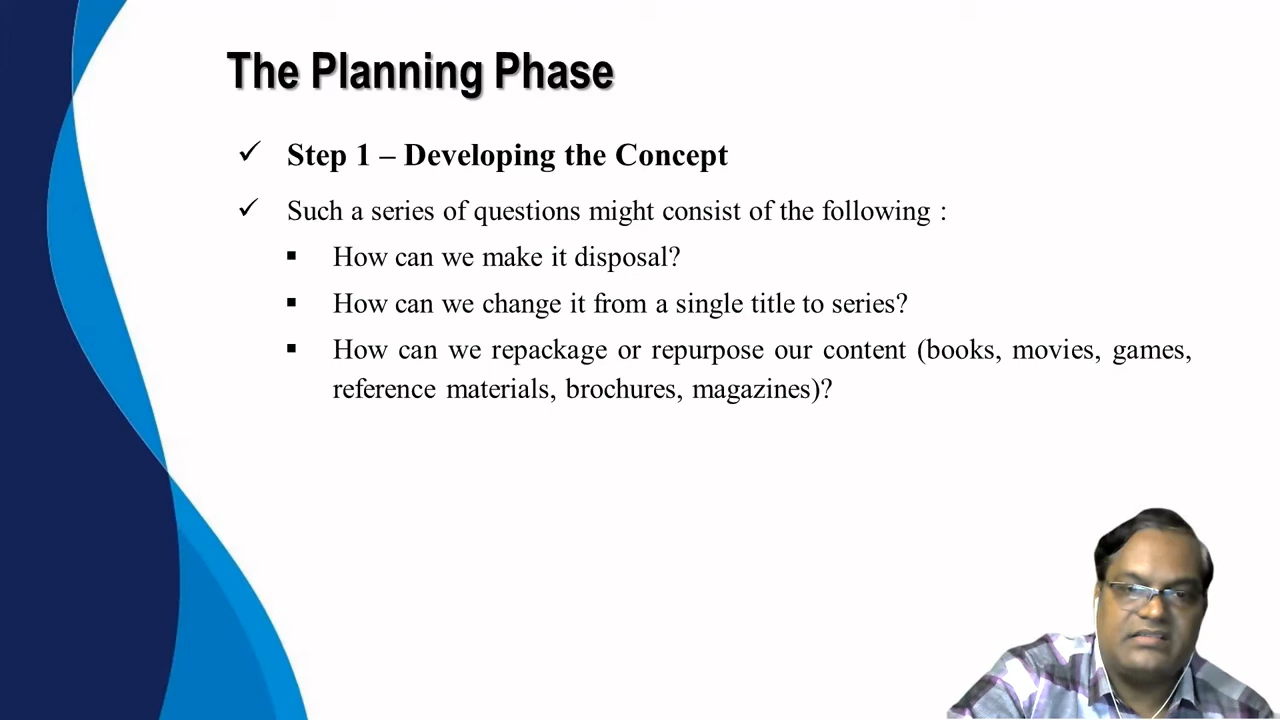 The Planning Phase
✓ Step 1 – Developing the Concept
✓ Such a series of questions might consist of the following :
▪ How can we make it disposal?
▪ How can we change it from a single title to series?
▪ How can we repackage or repurpose our content (books, movies, games,
reference materials, brochures, magazines)?